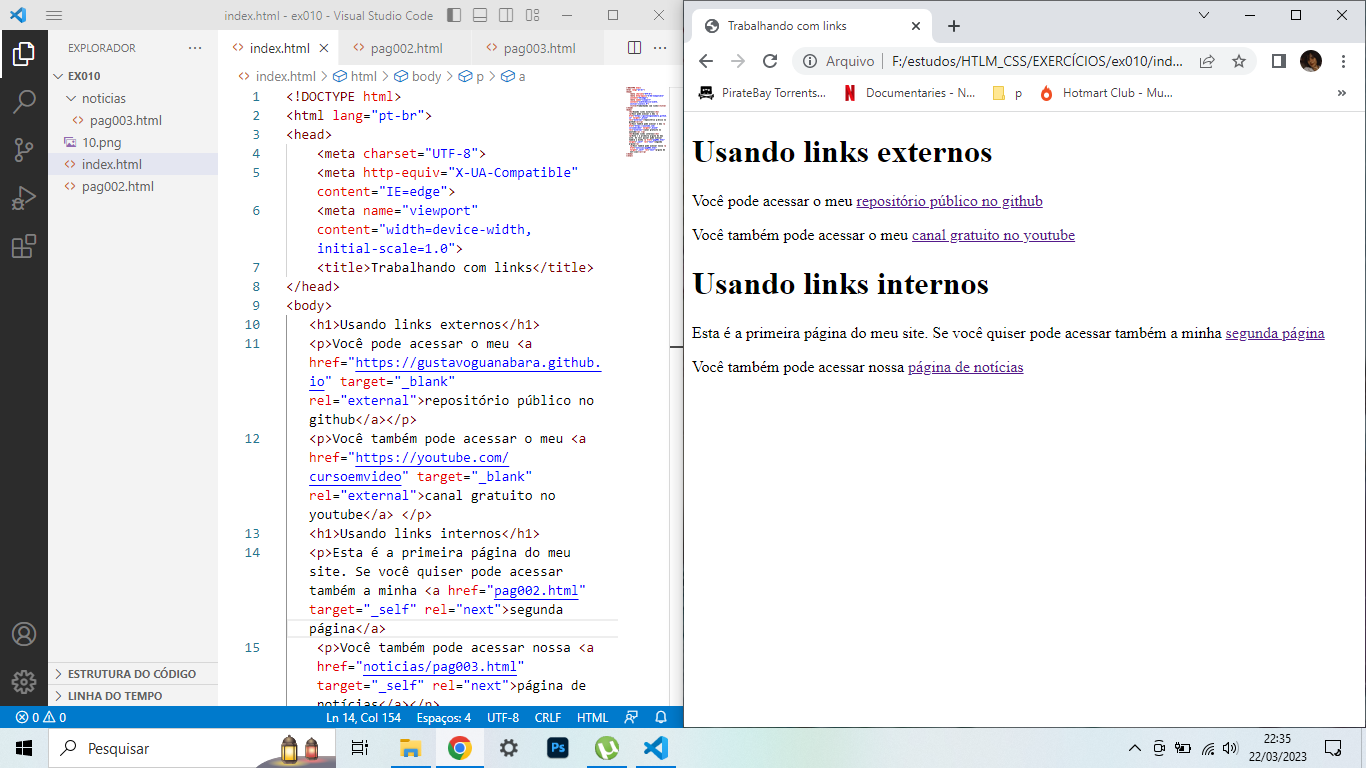 index.html - ex010 - Visual Studio Code
EXPLORADOR
EX010
noticias
pag003.html
10.png
index.html
pag002.html
ESTRUTURA DO CÓDIGO
LINHA DO TEMPO
index.html
pag002.html
pag003.html
index.html > html > body > p > a
1 <!DOCTYPE html>
2 <html lang="pt-br">
3 <head>
4 <meta charset="UTF-8">
5 <meta http-equiv="X-UA-Compatible"
content="IE=edge">
6 <meta name="viewport"
content="width=device-width,
initial-scale=1.0">
7 <title>Trabalhando com links</title>
8 </head>
9 <body>
10 <h1>Usando links externos</h1>
11 <p>Você pode acessar o meu <a
href="https://gustavoguanabara.github.
io" target="_blank"
rel="external">repositório público no
github</a></p>
12 <p>Você também pode acessar o meu <a
href="https://youtube.com/
cursoemvideo" target="_blank"
rel="external">canal gratuito no
youtube</a> </p>
13 <h1>Usando links internos</h1>
14 <p>Esta é a primeira página do meu
site. Se você quiser pode acessar
também a minha <a href="pag002.html"
target="_self" rel="next">segunda
página</a>
15 <p>Você também pode acessar nossa <a
href="noticias/pag003.html"
target="_self" rel="next">página de
notícias</a></p>
0 0
Ln 14, Col 154
Espaços: 4
UTF-8
CRLF
HTML
Trabalhando com links
Arquivo | F:/estudos/HTLM_CSS/EXERCÍCIOS/ex010/ind...
PirateBay Torrents...
Documentaries - N...
p
Hotmart Club - Mu...
»
Usando links externos
Você pode acessar o meu repositório público no github
Você também pode acessar o meu canal gratuito no youtube
Usando links internos
Esta é a primeira página do meu site. Se você quiser pode acessar também a minha segunda página
Você também pode acessar nossa página de notícias
Pesquisar
Ps
22:35
22/03/2023